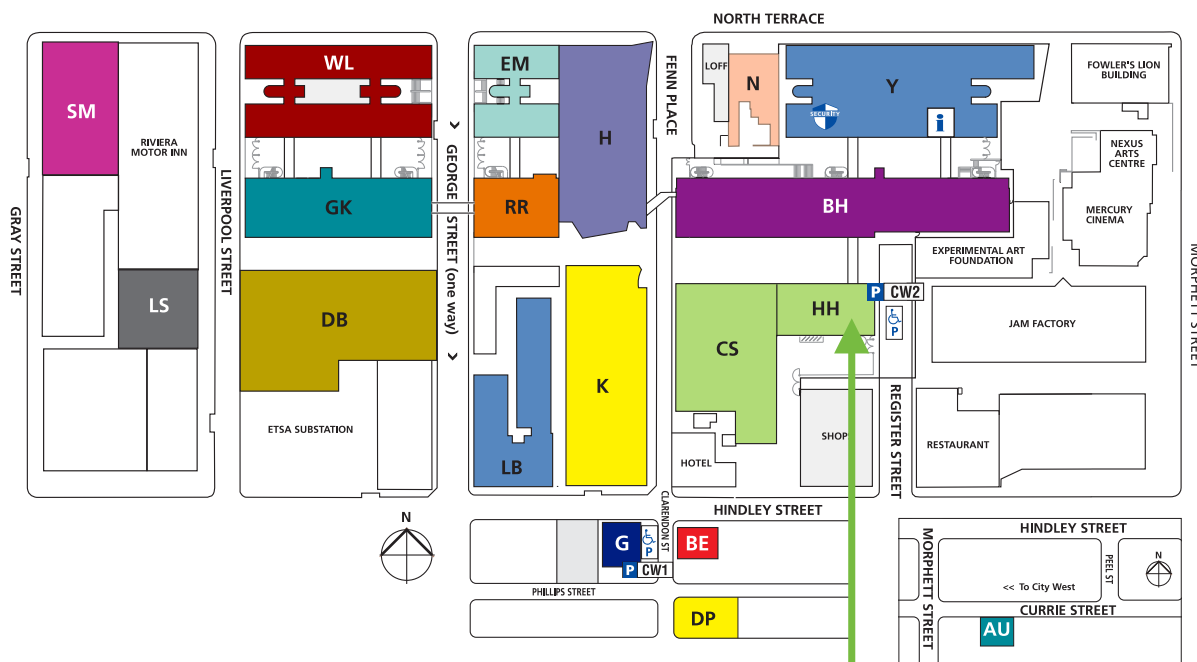 NORTH TERRACE
WL
EM
LOFF
N
Y
FOWLER'S LION
BUILDING
SM
FENN PLACE
SECURITY
i
RIVIERA
MOTOR INN
H
NEXUS
ARTS
CENTRE
GRAY STREET
LIVERPOOL STREET
GK
GEORGE STREET (one way)
RR
BH
MERCURY
CINEMA
MORPHETT STREET
EXPERIMENTAL ART
FOUNDATION
LS
DB
P CW2
HH
P
JAM FACTORY
CS
K
REGISTER STREET
ETSA SUBSTATION
SHOP
RESTAURANT
LB
HOTEL
N
CLARENDON ST
HINDLEY STREET
G
P
BE
P CW1
PHILLIPS STREET
DP
HINDLEY STREET
MORPHETT STREET
PEEL ST
N
<< To City West
CURRIE STREET
AU